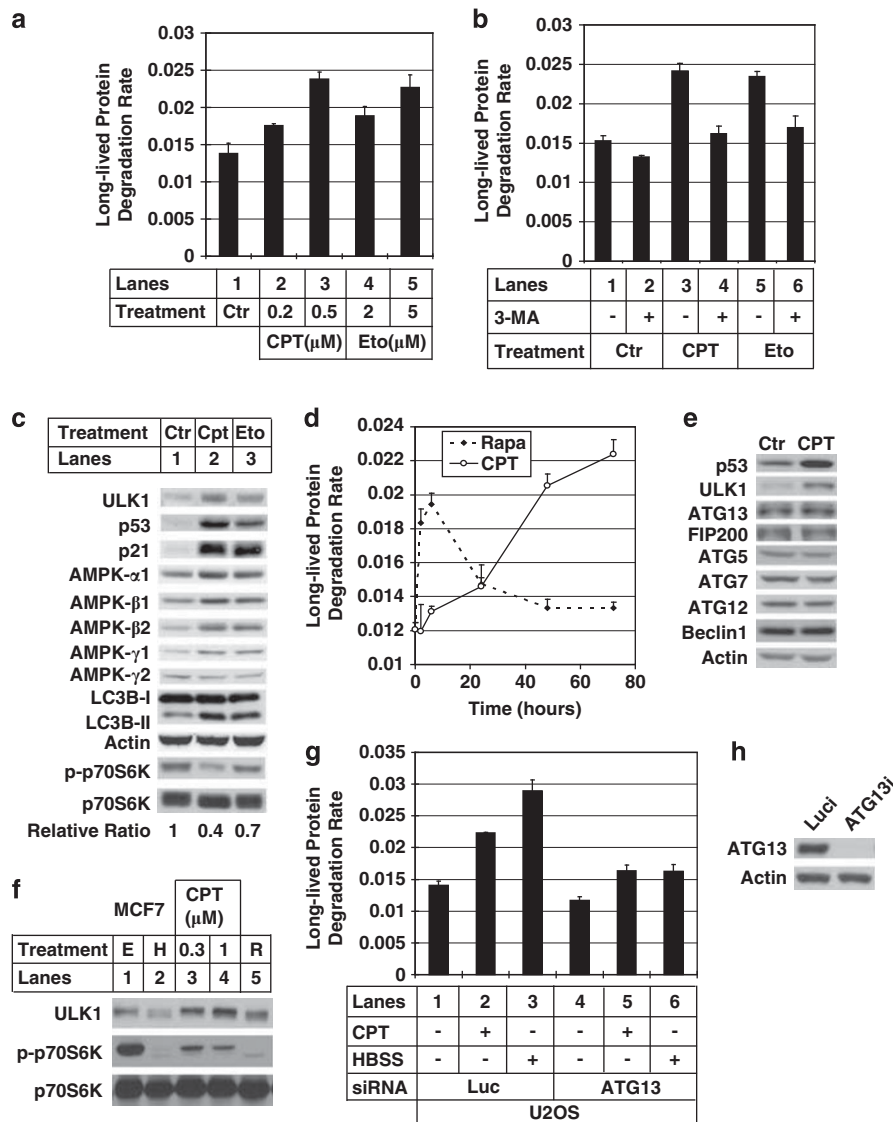 a
Long-lived Protein
Degradation Rate
0.03
0.025
0.02
0.015
0.01
0.005
0
Lanes 1 2 3 4 5
Treatment Ctr 0.2 0.5 2 5
CPT(μM) Eto(μM)
b
Long-lived Protein
Degradation Rate
0.03
0.025
0.02
0.015
0.01
0.005
0
Lanes 1 2 3 4 5 6
3-MA - + - + - +
Treatment Ctr CPT Eto
c
Treatment Ctr Cpt Eto
Lanes 1 2 3
ULK1
p53
p21
AMPK-α1
AMPK-β1
AMPK-β2
AMPK-γ1
AMPK-γ2
LC3B-I
LC3B-II
Actin
p-p70S6K
p70S6K
Relative Ratio 1 0.4 0.7
d
Long-lived Protein
Degradation Rate
0.024
0.022
0.02
0.018
0.016
0.014
0.012
0.01
Rapa
CPT
0 20 40 60 80
Time (hours)
e
Ctr CPT
p53
ULK1
ATG13
FIP200
ATG5
ATG7
ATG12
Beclin1
Actin
f
MCF7
CPT
(μM)
Treatment E H 0.3 1 R
Lanes 1 2 3 4 5
ULK1
p-p70S6K
p70S6K
g
Long-lived Protein
Degradation Rate
0.035
0.03
0.025
0.02
0.015
0.01
0.005
0
Lanes 1 2 3 4 5 6
CPT - + - - + -
HBSS - - + - - +
siRNA Luc ATG13
U2OS
h
Luci ATG13i
ATG13
Actin